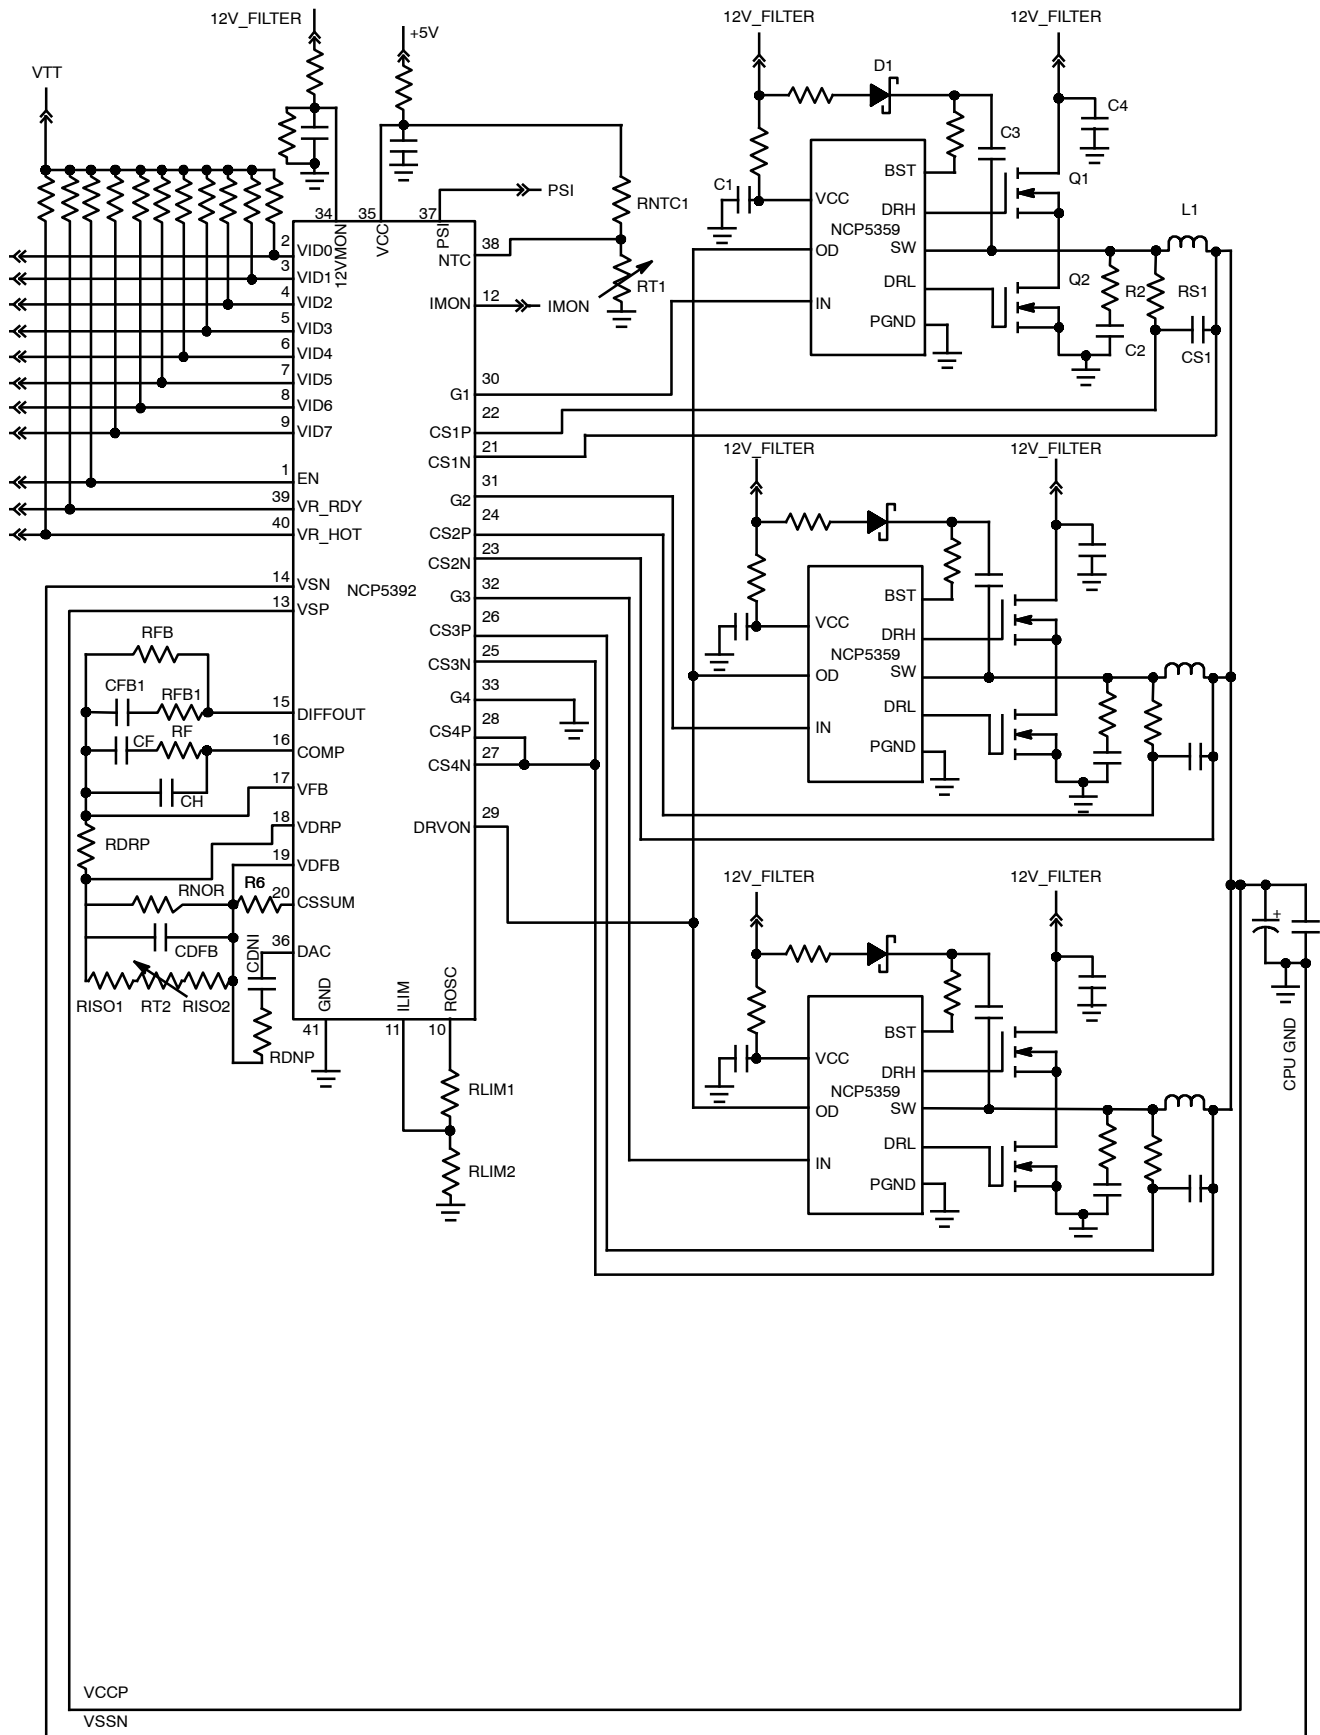 12V_FILTER
+5V
VTT
34
35
37
12VMON
VCC
PSI
PSI
2
VID0
3
VID1
4
VID2
5
VID3
6
VID4
7
VID5
8
VID6
9
VID7
1
EN
39
VR_RDY
40
VR_HOT
14
VSN
13
VSP
NCP5392
RFB
CFB1
RFB1
15
DIFFOUT
CF
RF
16
COMP
CH
17
VFB
18
VDRP
RDRP
19
VDFB
RNOR
R6
20
CSSUM
CDFB
36
DAC
CDNI
RISO1
RT2
RISO2
RDNP
GND
41
ILIM
11
ROSC
10
RLIM1
RLIM2
38
NTC
RNTC1
RT1
12
IMON
IMON
30
G1
22
CS1P
21
CS1N
31
G2
24
CS2P
23
CS2N
32
G3
26
CS3P
25
CS3N
33
G4
28
CS4P
27
CS4N
29
DRVON
12V_FILTER
12V_FILTER
D1
C4
C3
C1
BST
VCC
DRH
NCP5359
OD
SW
DRL
IN
PGND
Q1
Q2
L1
R2
RS1
C2
CS1
12V_FILTER
12V_FILTER
BST
VCC
DRH
NCP5359
OD
SW
DRL
IN
PGND
12V_FILTER
12V_FILTER
BST
VCC
DRH
NCP5359
OD
SW
DRL
IN
PGND
+
CPU GND
VCCP
VSSN